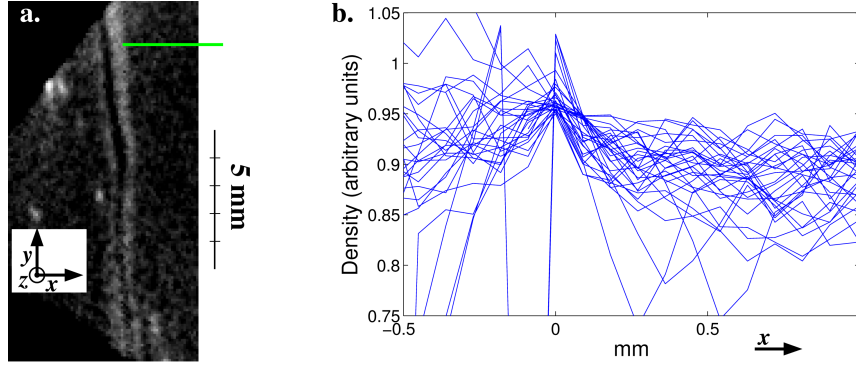 a.
5 mm
y
z x
b.
Density (arbitrary units)
1.05
1
0.95
0.9
0.85
0.8
0.75
−0.5 0 0.5
mm
x